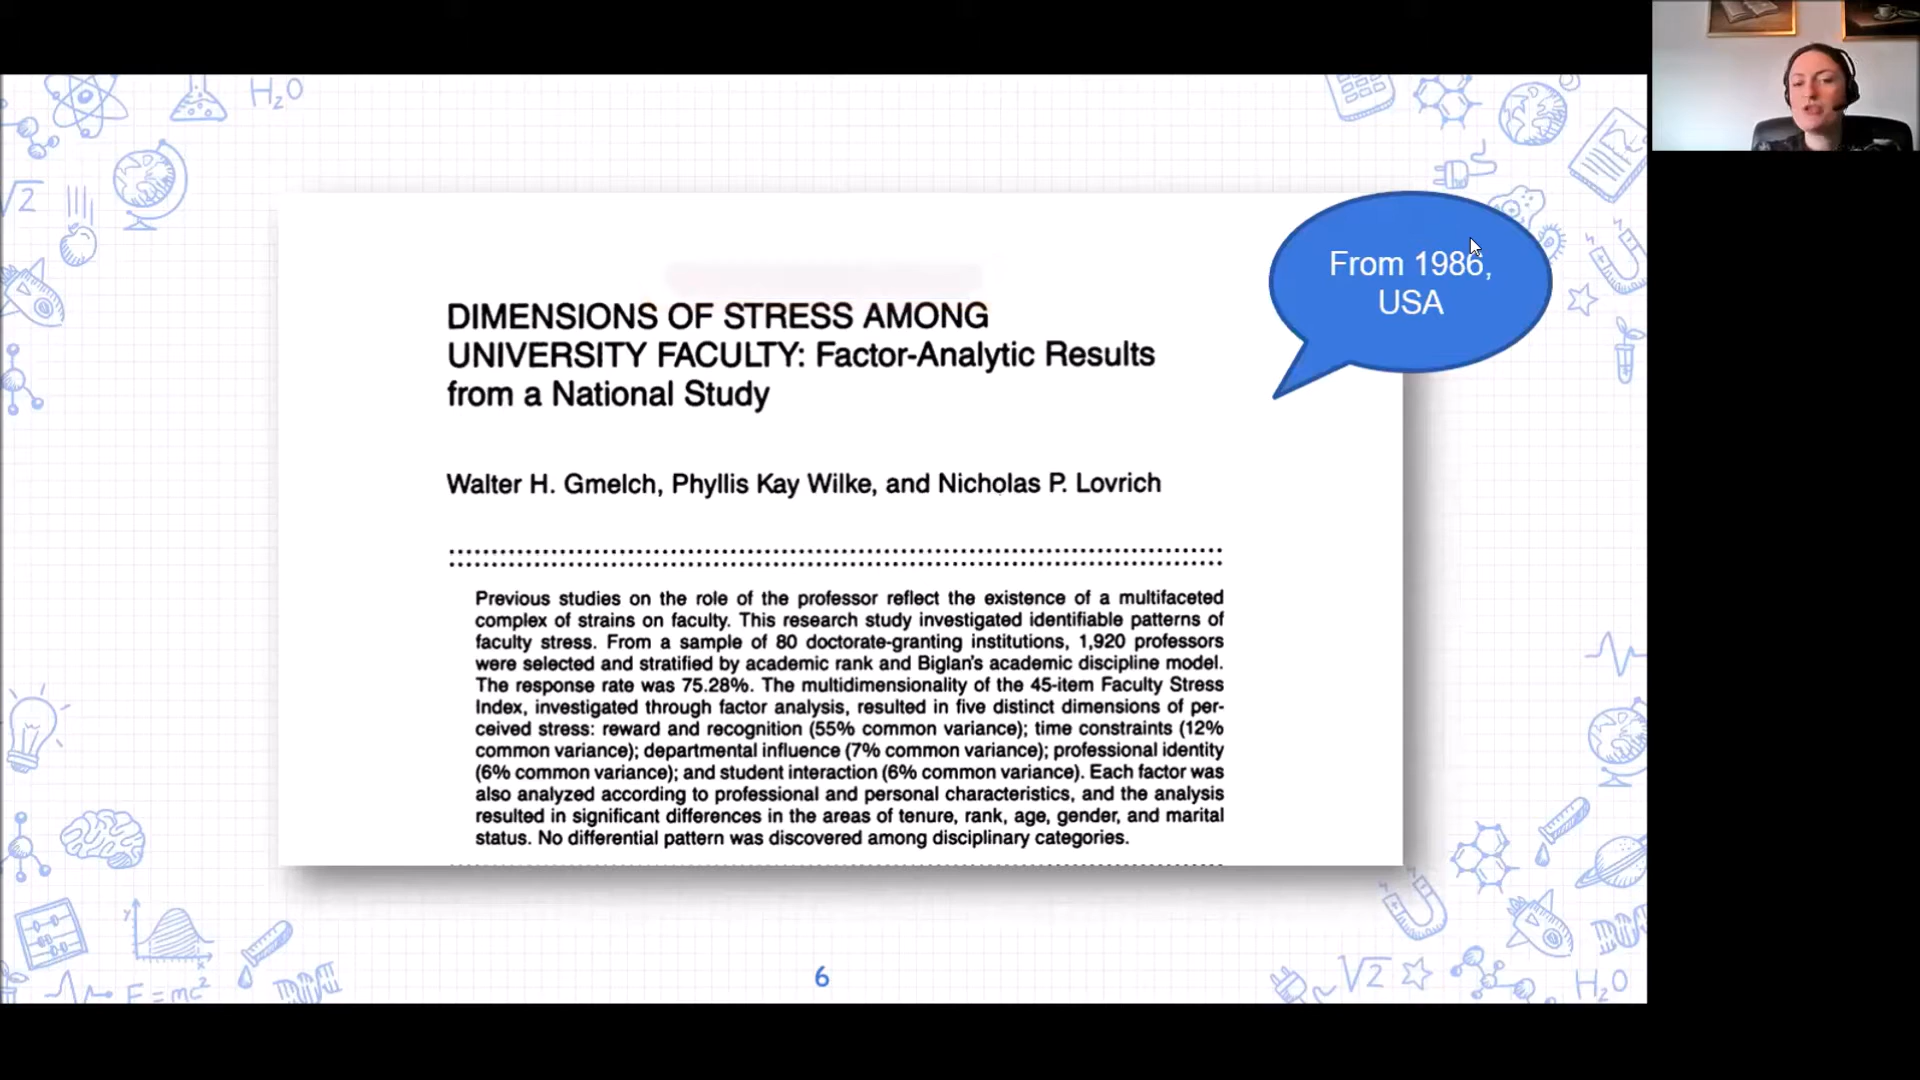 H₂O
√2
From 1986,
USA
DIMENSIONS OF STRESS AMONG
UNIVERSITY FACULTY: Factor-Analytic Results
from a National Study
Walter H. Gmelch, Phyllis Kay Wilke, and Nicholas P. Lovrich
Previous studies on the role of the professor reflect the existence of a multifaceted
complex of strains on faculty. This research study investigated identifiable patterns of
faculty stress. From a sample of 80 doctorate-granting institutions, 1,920 professors
were selected and stratified by academic rank and Biglan's academic discipline model.
The response rate was 75.28%. The multidimensionality of the 45-item Faculty Stress
Index, investigated through factor analysis, resulted in five distinct dimensions of per-
ceived stress: reward and recognition (55% common variance); time constraints (12%
common variance); departmental influence (7% common variance); professional identity
(6% common variance); and student interaction (6% common variance). Each factor was
also analyzed according to professional and personal characteristics, and the analysis
resulted in significant differences in the areas of tenure, rank, age, gender, and marital
status. No differential pattern was discovered among disciplinary categories.
y
x
E=mc²
6
√2
H₂O